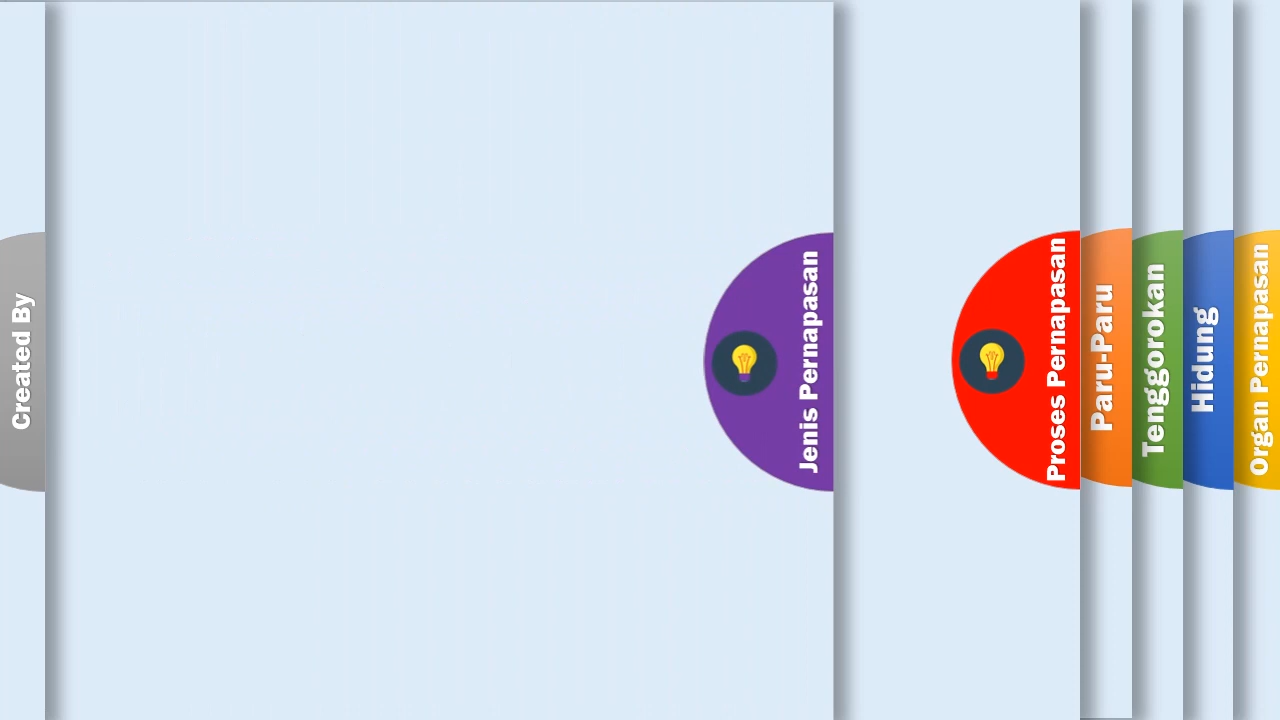 Created By
Jenis Pernapasan
Proses Pernapasan
Paru-Paru
Tenggorokan
Hidung
Organ Pernapasan